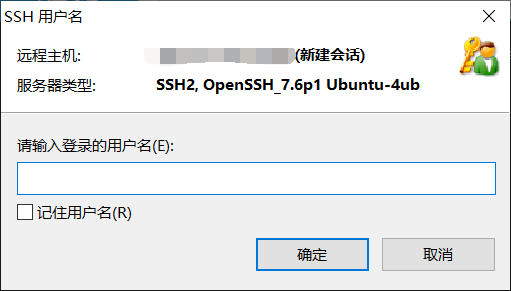 SSH 用户名
远程主机: (新建会话)
服务器类型: SSH2, OpenSSH_7.6p1 Ubuntu-4ub
请输入登录的用户名(E):
记住用户名(R)
确定 取消